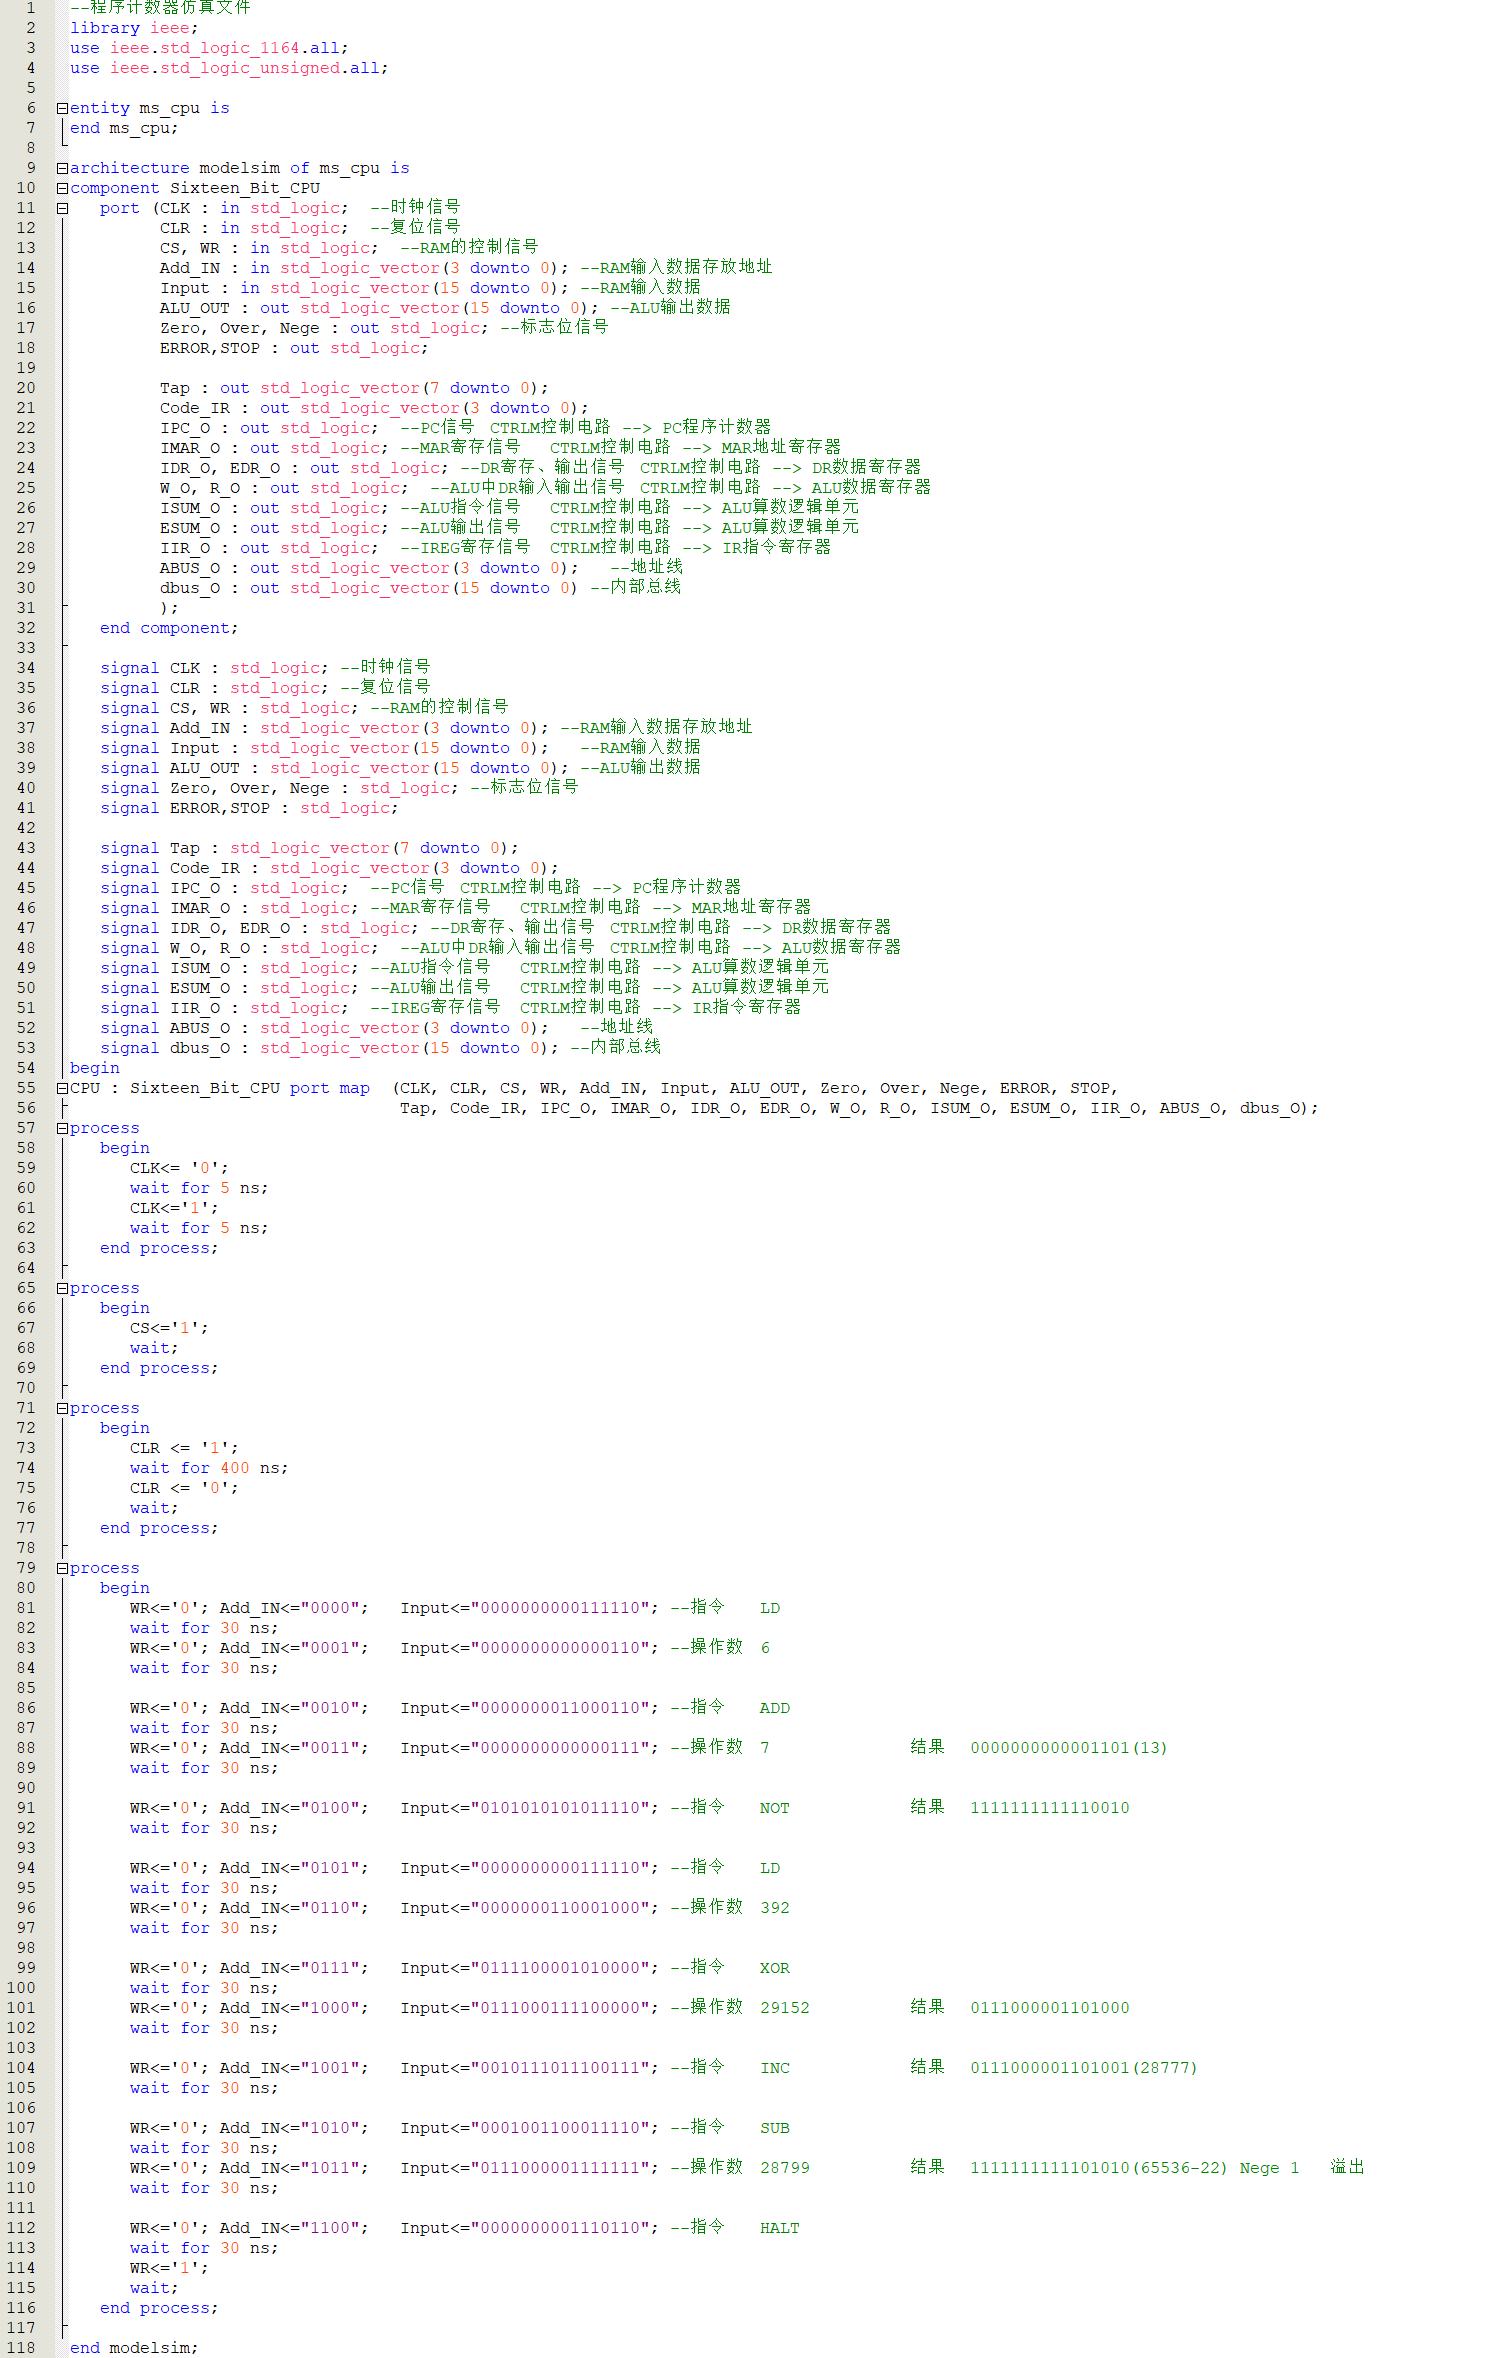 1 --程序计数器仿真文件
2 library ieee;
3 use ieee.std_logic_1164.all;
4 use ieee.std_logic_unsigned.all;
5
6 entity ms_cpu is
7 end ms_cpu;
8
9 architecture modelsim of ms_cpu is
10 component Sixteen_Bit_CPU
11    port (CLK : in std_logic;  --时钟信号
12          CLR : in std_logic;  --复位信号
13          CS, WR : in std_logic;  --RAM的控制信号
14          Add_IN : in std_logic_vector(3 downto 0); --RAM输入数据存放地址
15          Input : in std_logic_vector(15 downto 0); --RAM输入数据
16          ALU_OUT : out std_logic_vector(15 downto 0); --ALU输出数据
17          Zero, Over, Nege : out std_logic; --标志位信号
18          ERROR,STOP : out std_logic;
19
20          Tap : out std_logic_vector(7 downto 0);
21          Code_IR : out std_logic_vector(3 downto 0);
22          IPC_O : out std_logic;  --PC信号  CTRLM控制电路 --> PC程序计数器
23          IMAR_O : out std_logic; --MAR寄存信号   CTRLM控制电路 --> MAR地址寄存器
24          IDR_O, EDR_O : out std_logic; --DR寄存、输出信号  CTRLM控制电路 --> DR数据寄存器
25          W_O, R_O : out std_logic;  --ALU中DR输入输出信号  CTRLM控制电路 --> ALU数据寄存器
26          ISUM_O : out std_logic; --ALU指令信号   CTRLM控制电路 --> ALU算数逻辑单元
27          ESUM_O : out std_logic; --ALU输出信号   CTRLM控制电路 --> ALU算数逻辑单元
28          IIR_O : out std_logic;  --IREG寄存信号  CTRLM控制电路 --> IR指令寄存器
29          ABUS_O : out std_logic_vector(3 downto 0);   --地址线
30          dbus_O : out std_logic_vector(15 downto 0) --内部总线
31          );
32    end component;
33
34    signal CLK : std_logic; --时钟信号
35    signal CLR : std_logic; --复位信号
36    signal CS, WR : std_logic; --RAM的控制信号
37    signal Add_IN : std_logic_vector(3 downto 0); --RAM输入数据存放地址
38    signal Input : std_logic_vector(15 downto 0);   --RAM输入数据
39    signal ALU_OUT : std_logic_vector(15 downto 0); --ALU输出数据
40    signal Zero, Over, Nege : std_logic; --标志位信号
41    signal ERROR,STOP : std_logic;
42
43    signal Tap : std_logic_vector(7 downto 0);
44    signal Code_IR : std_logic_vector(3 downto 0);
45    signal IPC_O : std_logic;  --PC信号  CTRLM控制电路 --> PC程序计数器
46    signal IMAR_O : std_logic; --MAR寄存信号   CTRLM控制电路 --> MAR地址寄存器
47    signal IDR_O, EDR_O : std_logic; --DR寄存、输出信号  CTRLM控制电路 --> DR数据寄存器
48    signal W_O, R_O : std_logic;  --ALU中DR输入输出信号  CTRLM控制电路 --> ALU数据寄存器
49    signal ISUM_O : std_logic; --ALU指令信号   CTRLM控制电路 --> ALU算数逻辑单元
50    signal ESUM_O : std_logic; --ALU输出信号   CTRLM控制电路 --> ALU算数逻辑单元
51    signal IIR_O : std_logic;  --IREG寄存信号  CTRLM控制电路 --> IR指令寄存器
52    signal ABUS_O : std_logic_vector(3 downto 0);   --地址线
53    signal dbus_O : std_logic_vector(15 downto 0); --内部总线
54 begin
55 CPU : Sixteen_Bit_CPU port map  (CLK, CLR, CS, WR, Add_IN, Input, ALU_OUT, Zero, Over, Nege, ERROR, STOP,
56                                  Tap, Code_IR, IPC_O, IMAR_O, IDR_O, EDR_O, W_O, R_O, ISUM_O, ESUM_O, IIR_O, ABUS_O, dbus_O);
57 process
58    begin
59       CLK<= '0';
60       wait for 5 ns;
61       CLK<='1';
62       wait for 5 ns;
63    end process;
64
65 process
66    begin
67       CS<='1';
68       wait;
69    end process;
70
71 process
72    begin
73       CLR <= '1';
74       wait for 400 ns;
75       CLR <= '0';
76       wait;
77    end process;
78
79 process
80    begin
81       WR<='0'; Add_IN<="0000";   Input<="0000000000111110"; --指令   LD
82       wait for 30 ns;
83       WR<='0'; Add_IN<="0001";   Input<="0000000000000110"; --操作数  6
84       wait for 30 ns;
85
86       WR<='0'; Add_IN<="0010";   Input<="0000000011000110"; --指令   ADD
87       wait for 30 ns;
88       WR<='0'; Add_IN<="0011";   Input<="0000000000000111"; --操作数  7              结果  0000000000001101(13)
89       wait for 30 ns;
90
91       WR<='0'; Add_IN<="0100";   Input<="0101010101011110"; --指令   NOT            结果  1111111111110010
92       wait for 30 ns;
93
94       WR<='0'; Add_IN<="0101";   Input<="0000000000111110"; --指令   LD
95       wait for 30 ns;
96       WR<='0'; Add_IN<="0110";   Input<="0000000110001000"; --操作数  392
97       wait for 30 ns;
98
99       WR<='0'; Add_IN<="0111";   Input<="0111100001010000"; --指令   XOR
100       wait for 30 ns;
101       WR<='0'; Add_IN<="1000";   Input<="0111000111100000"; --操作数  29152          结果  0111000001101000
102       wait for 30 ns;
103
104       WR<='0'; Add_IN<="1001";   Input<="0010111011100111"; --指令   INC            结果  0111000001101001(28777)
105       wait for 30 ns;
106
107       WR<='0'; Add_IN<="1010";   Input<="0001001100011110"; --指令   SUB
108       wait for 30 ns;
109       WR<='0'; Add_IN<="1011";   Input<="0111000001111111"; --操作数  28799          结果  1111111111101010(65536-22) Nege 1   溢出
110       wait for 30 ns;
111
112       WR<='0'; Add_IN<="1100";   Input<="0000000001110110"; --指令   HALT
113       wait for 30 ns;
114       WR<='1';
115       wait;
116    end process;
117
118 end modelsim;